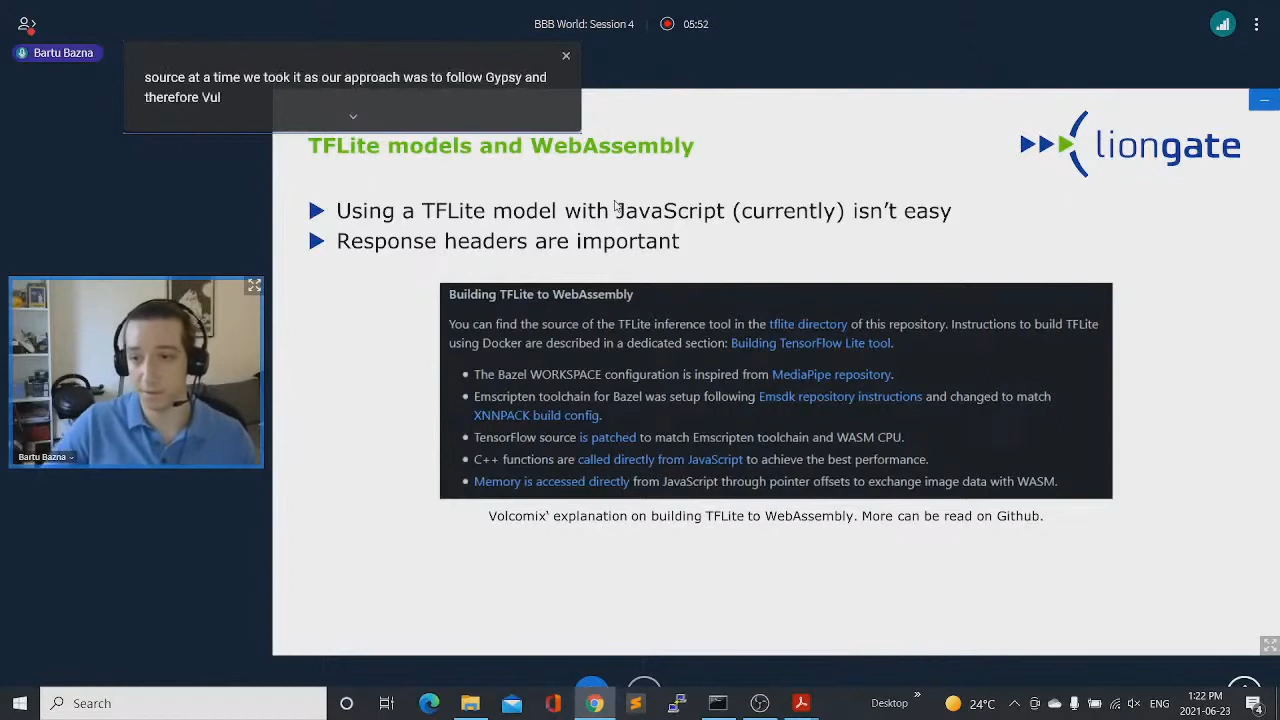 BBB World: Session 4
05:52
Bartu Bazna
source at a time we took it as our approach was to follow Gypsy and
therefore Vul
TFLite models and WebAssembly
liongate
Using a TFLite model with JavaScript (currently) isn’t easy
Response headers are important
Building TFLite to WebAssembly
You can find the source of the TFLite inference tool in the tflite directory of this repository. Instructions to build TFLite
using Docker are described in a dedicated section: Building TensorFlow Lite tool.
The Bazel WORKSPACE configuration is inspired from MediaPipe repository.
Emscripten toolchain for Bazel was setup following Emsdk repository instructions and changed to match
XNNPACK build config.
TensorFlow source is patched to match Emscripten toolchain and WASM CPU.
C++ functions are called directly from JavaScript to achieve the best performance.
Memory is accessed directly from JavaScript through pointer offsets to exchange image data with WASM.
Volcomix‘ explanation on building TFLite to WebAssembly. More can be read on Github.
Bartu Bazna
Search
Desktop
24°C
ENG
1:22 PM
2021-06-23
4